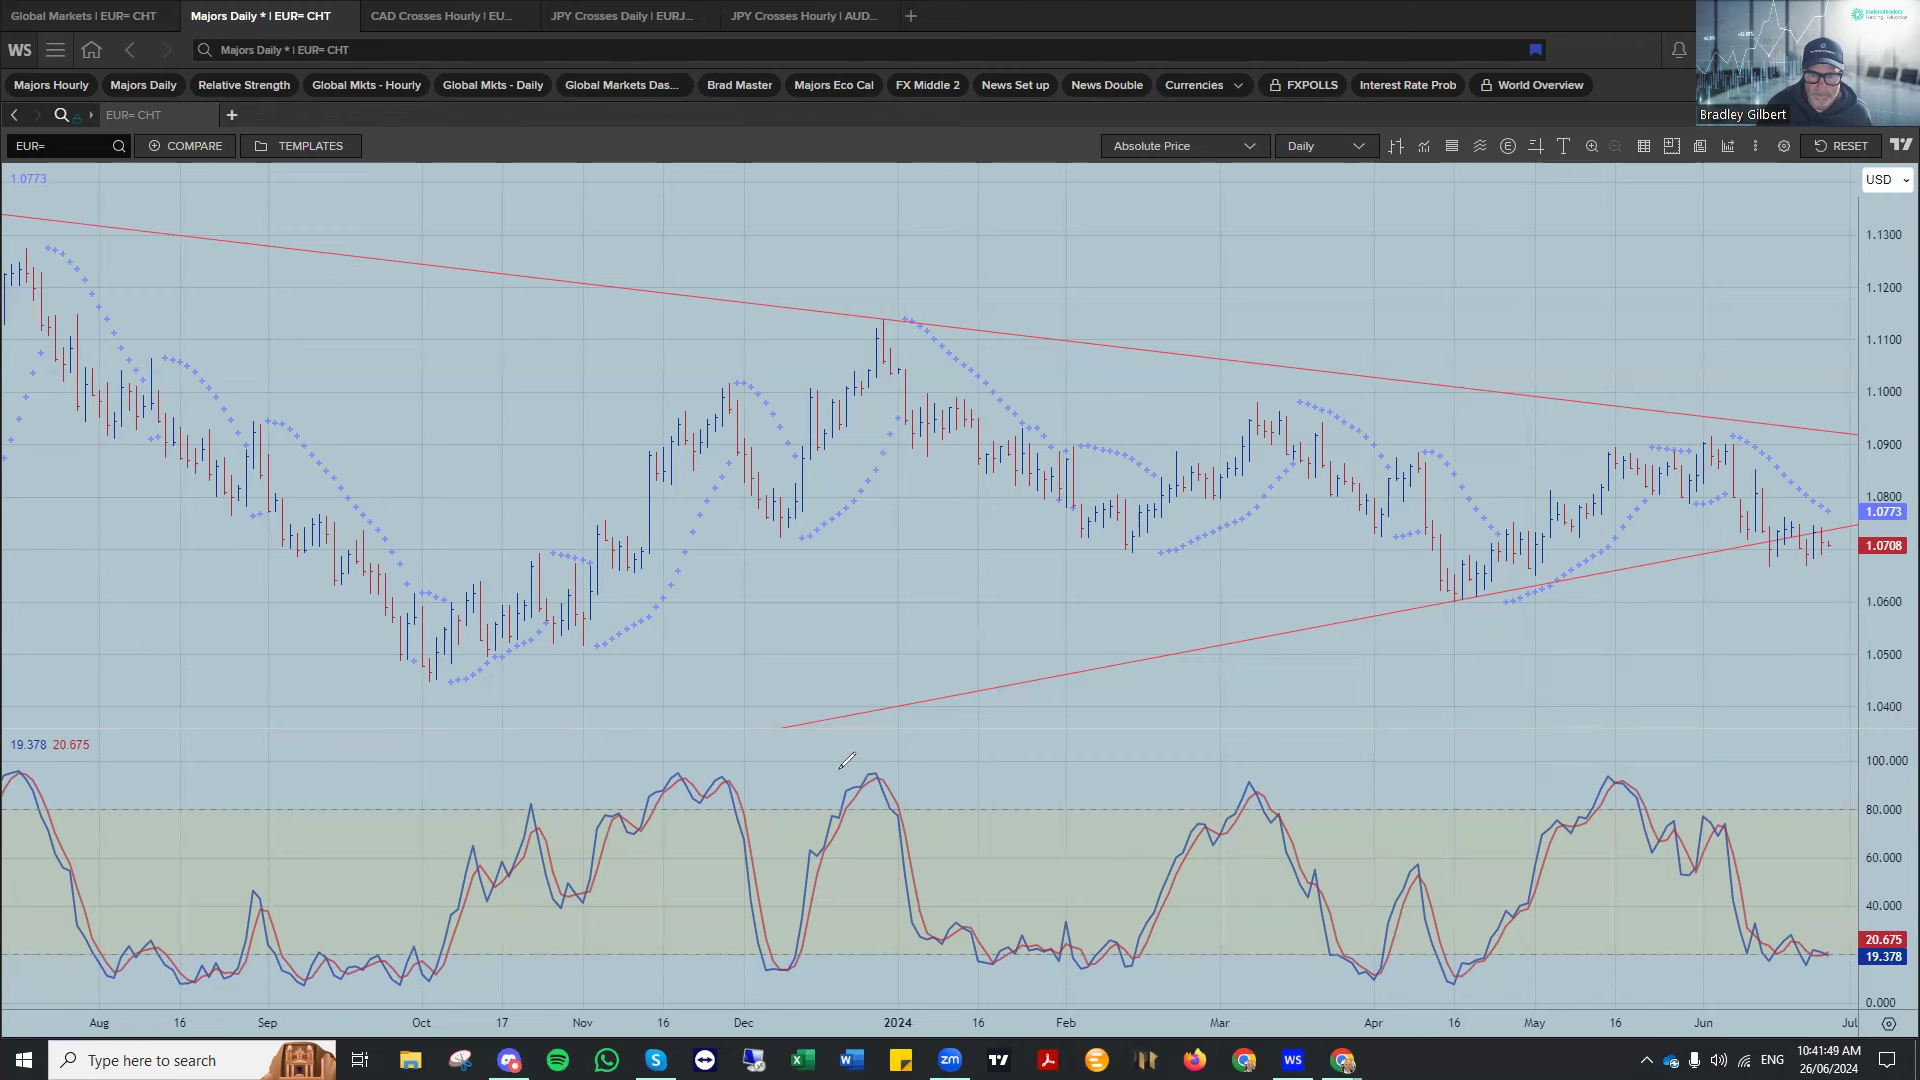 Global Markets | EUR= CHT
Majors Daily * | EUR= CHT
CAD Crosses Hourly | EU...
JPY Crosses Daily | EURJ...
JPY Crosses Hourly | AUD...
WS
Majors Daily * | EUR= CHT
traders4traders
Majors Hourly
Majors Daily
Relative Strength
Global Mkts - Hourly
Global Mkts - Daily
Global Markets Das...
Brad Master
Majors Eco Cal
FX Middle 2
News Set up
News Double
Currencies
FXPOLLS
Interest Rate Prob
World Overview
Bradley Gilbert
EUR= CHT
EUR=
COMPARE
TEMPLATES
Absolute Price
Daily
RESET
1.0773
USD
1.1300
1.1200
1.1100
1.1000
1.0900
1.0800
1.0773
1.0708
1.0600
1.0500
1.0400
19.378 20.675
100.000
80.000
60.000
40.000
20.675
19.378
0.000
Aug 16 Sep Oct 17 Nov 16 Dec 2024 16 Feb Mar Apr 16 May 16 Jun Jul
Type here to search
zm
WS
ENG
10:41:49 AM
26/06/2024